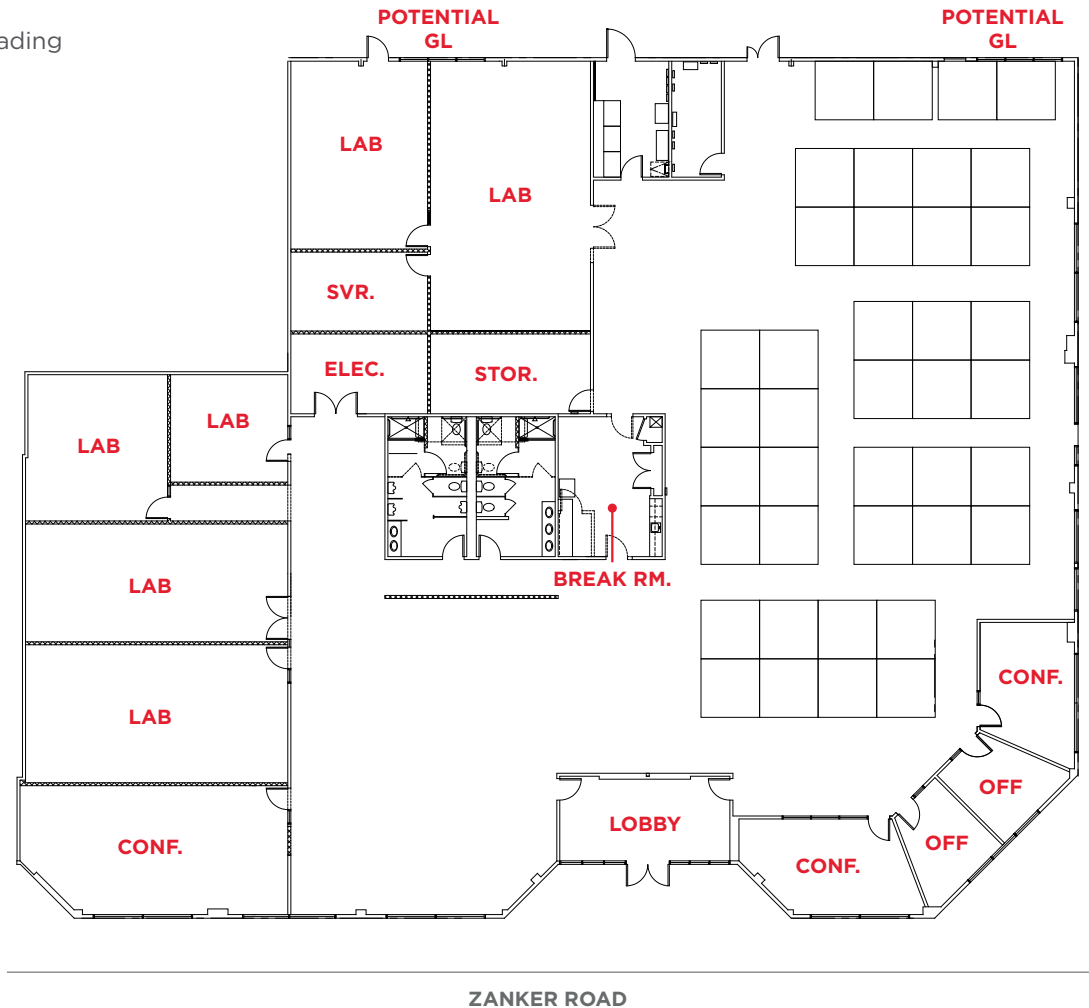 POTENTIAL
GL
POTENTIAL
GL
LAB
LAB
SVR.
ELEC.
STOR.
LAB
LAB
BREAK RM.
LAB
CONF.
LAB
OFF
LOBBY
OFF
CONF.
CONF.
ZANKER ROAD